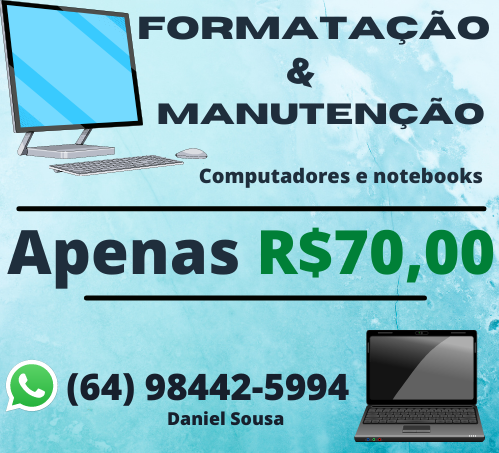 FORMATAÇÃO
&
MANUTENÇÃO
Computadores e notebooks
Apenas R$70,00
(64) 98442-5994
Daniel Sousa